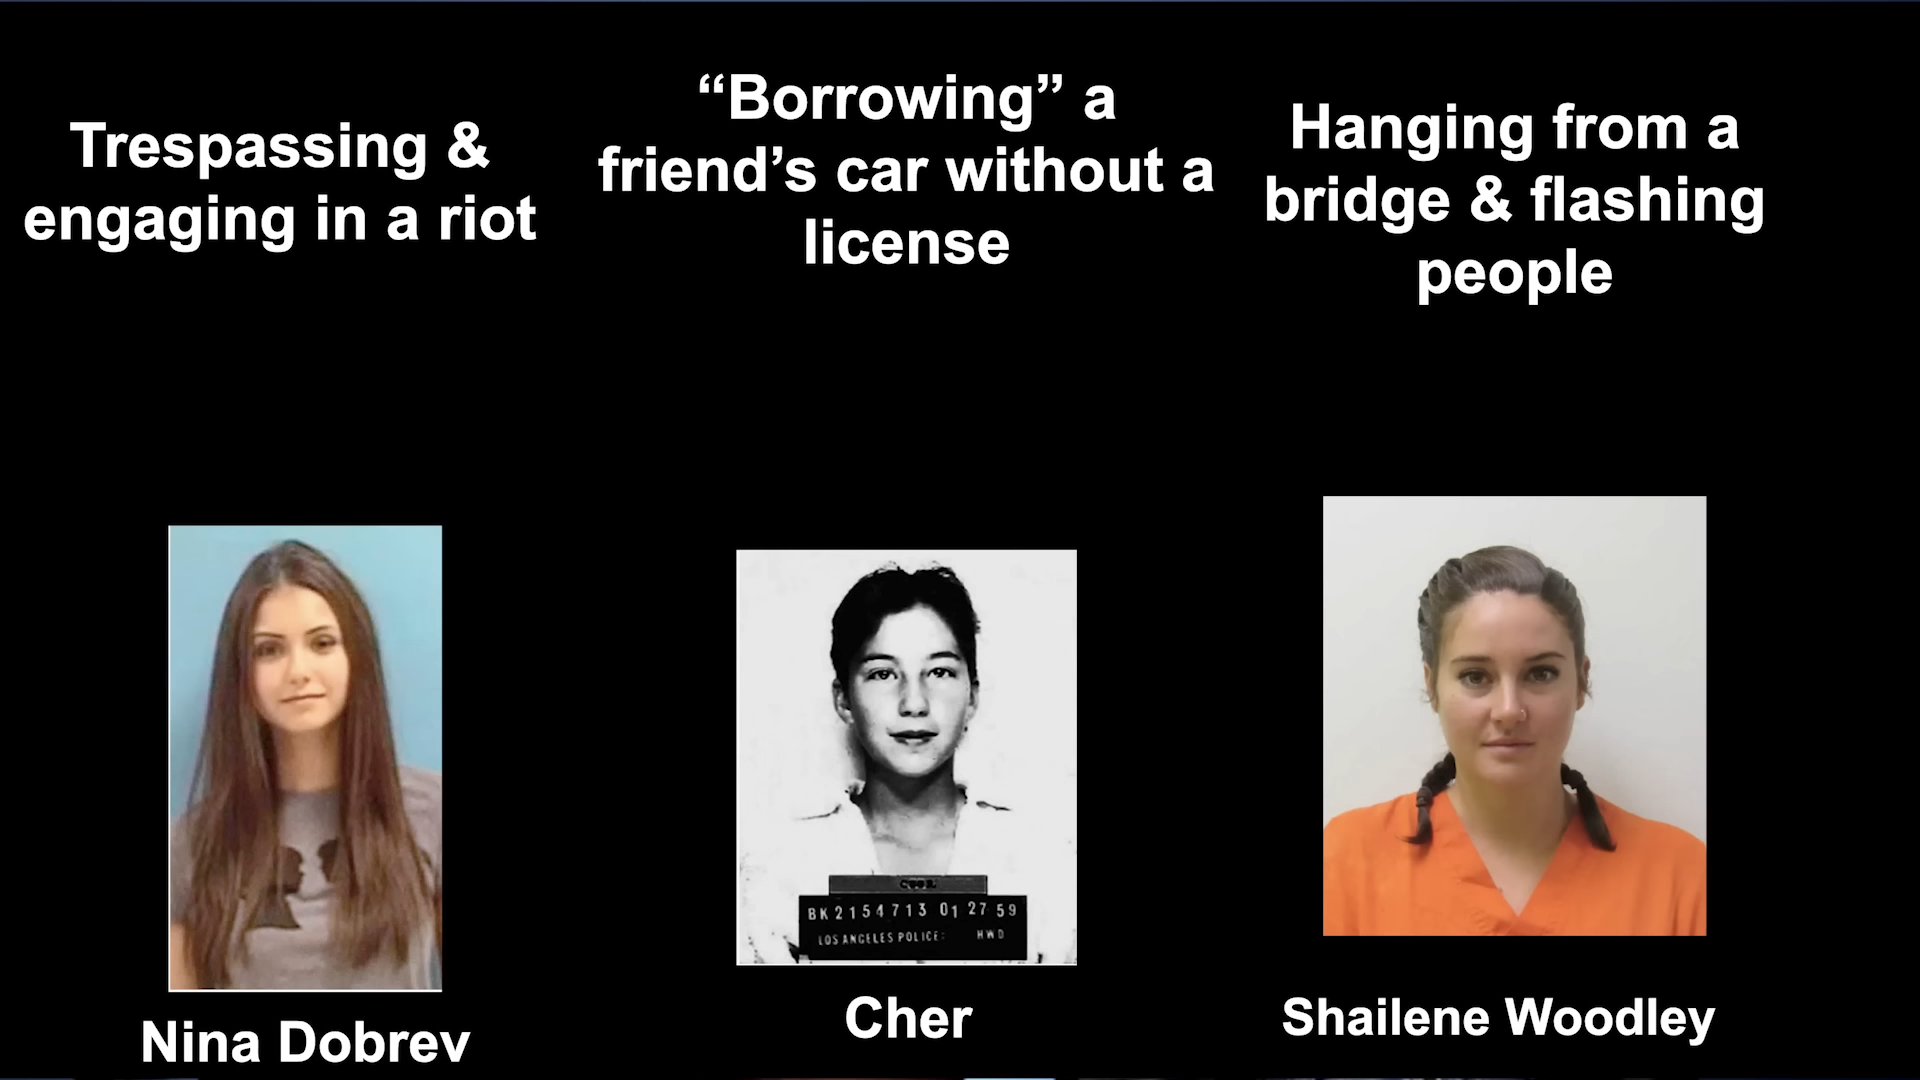 Trespassing &
engaging in a riot
“Borrowing” a
friend’s car without a
license
Hanging from a
bridge & flashing
people
BK 2154713 01 27 59
LOS ANGELES POLICE: HWD
Nina Dobrev
Cher
Shailene Woodley